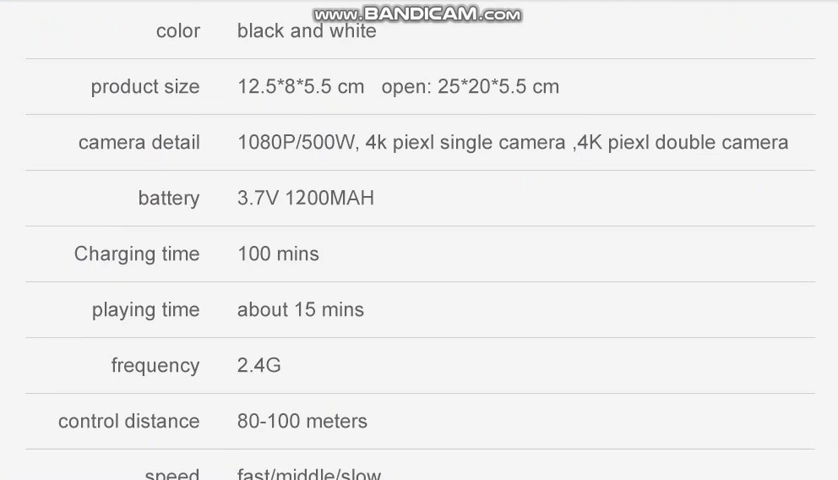 www.BANDICAM.com
color black and white
product size 12.5*8*5.5 cm open: 25*20*5.5 cm
camera detail 1080P/500W, 4k piexl single camera ,4K piexl double camera
battery 3.7V 1200MAH
Charging time 100 mins
playing time about 15 mins
frequency 2.4G
control distance 80-100 meters
speed fast/middle/slow